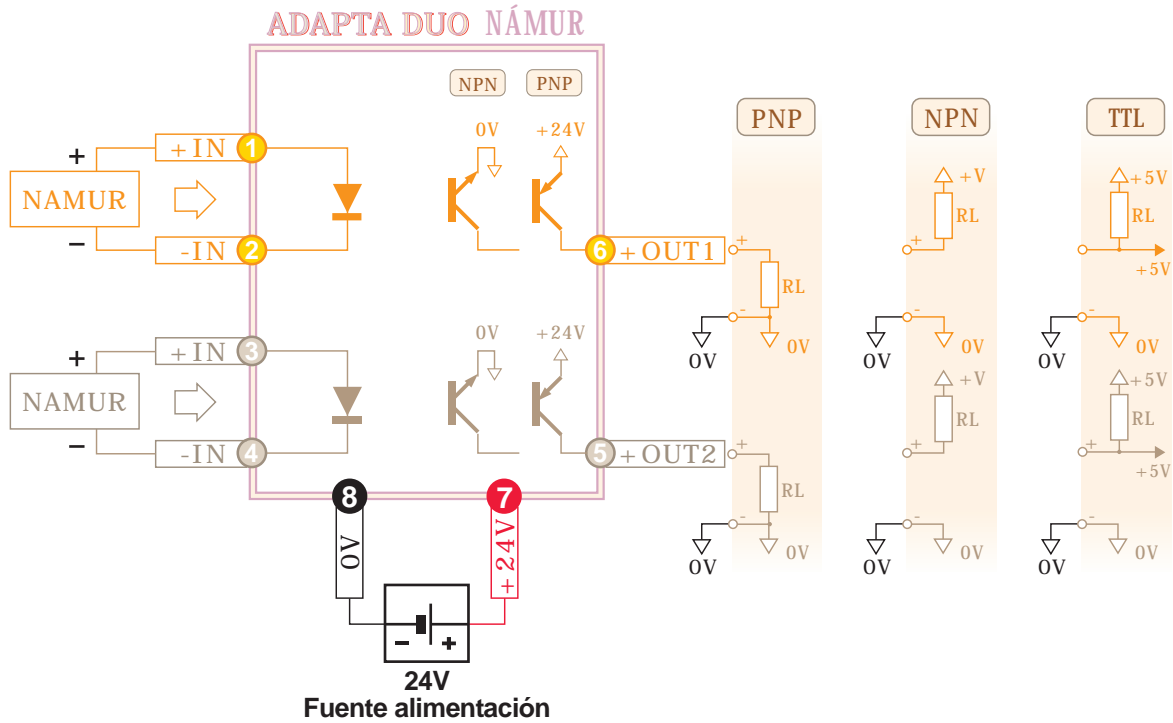 ADAPTA DUO NÁMUR
NPN PNP
PNP NPN TTL
0V +24V
+ +IN 1
NAMUR
− -IN 2
6 +OUT1
+ RL
- 0V
0V
+V
RL
+
- 0V
0V
+5V
RL
+ +5V
- 0V
0V
0V +24V
+ +IN 3
NAMUR
− -IN 4
5 +OUT2
+ RL
- 0V
0V
+V
RL
+
- 0V
0V
+5V
RL
+ +5V
- 0V
0V
8 7
0V +24V
− +
24V
Fuente alimentación